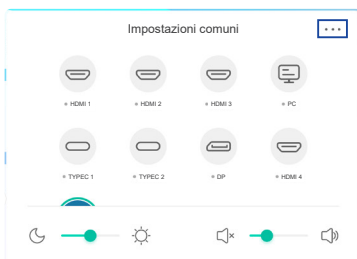 Impostazioni comuni
HDMI 1
HDMI 2
HDMI 3
PC
TYPEC 1
TYPEC 2
DP
HDMI 4